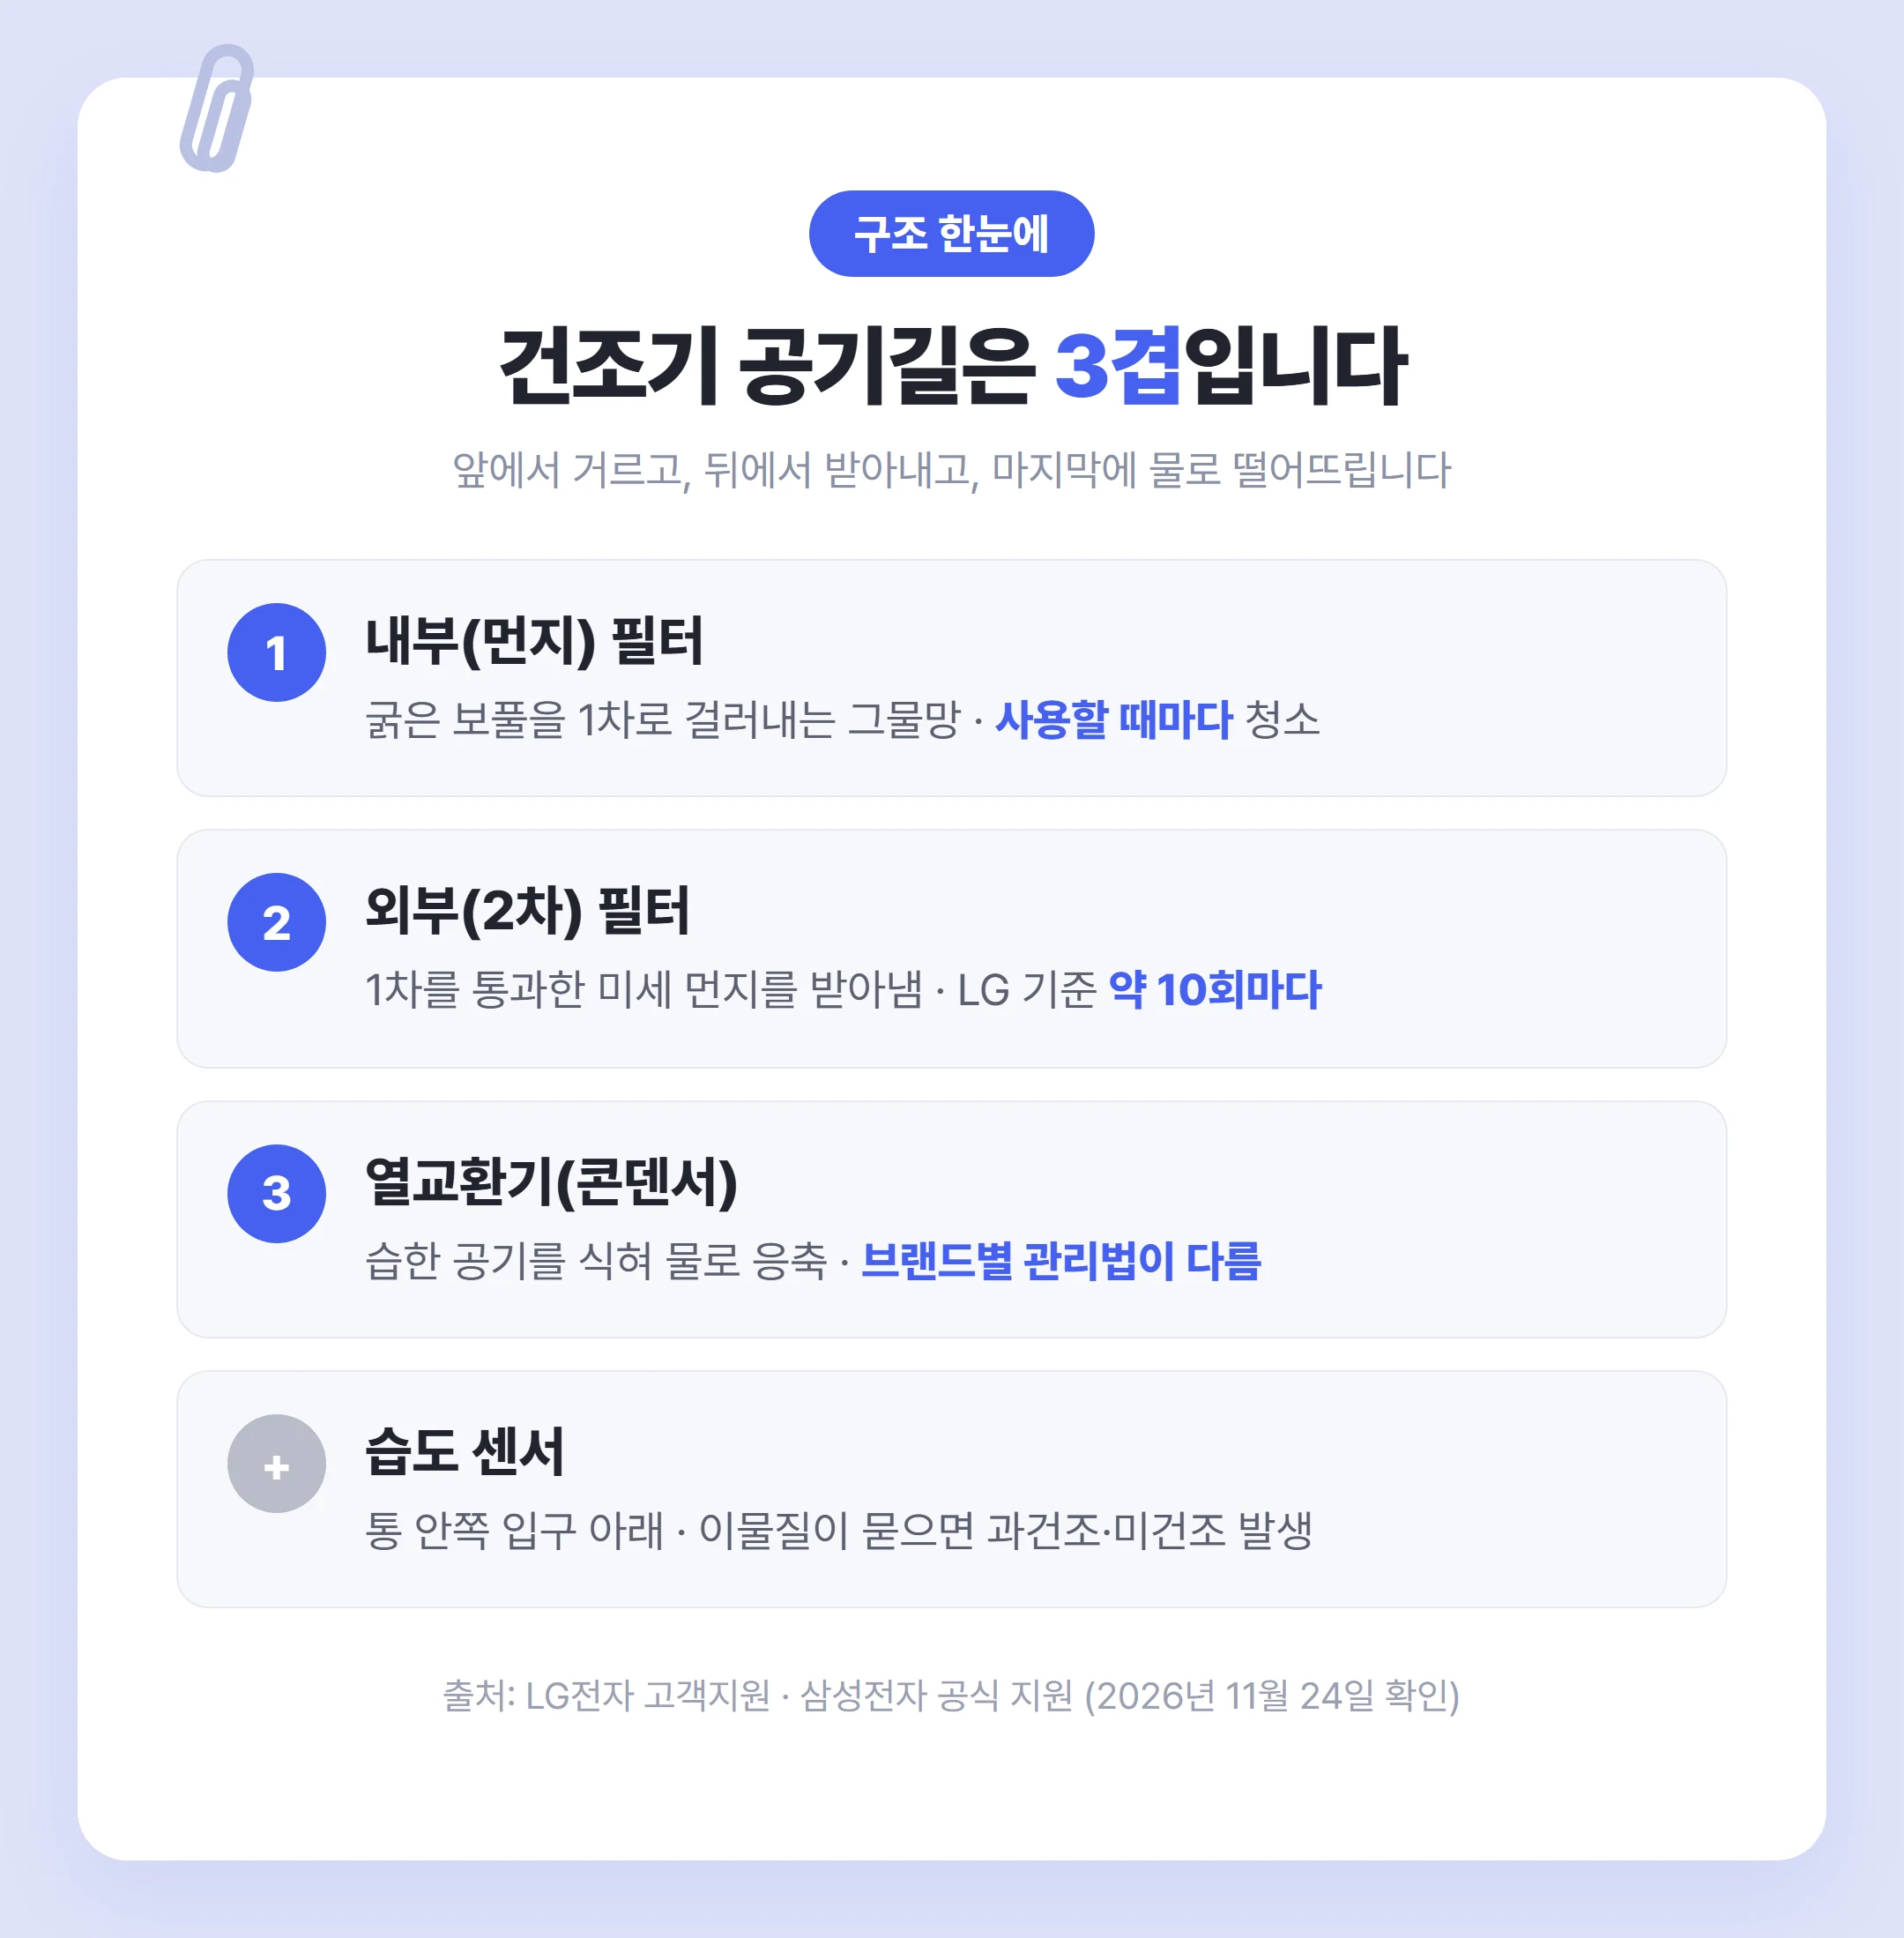 구조 한눈에
건조기 공기길은 3겹입니다
앞에서 거르고, 뒤에서 받아내고, 마지막에 물로 떨어뜨립니다
1
내부(먼지) 필터
굵은 보풀을 1차로 걸러내는 그물망 · 사용할 때마다 청소
2
외부(2차) 필터
1차를 통과한 미세 먼지를 받아냄 · LG 기준 약 10회마다
3
열교환기(콘덴서)
습한 공기를 식혀 물로 응축 · 브랜드별 관리법이 다름
+
습도 센서
통 안쪽 입구 아래 · 이물질이 묻으면 과건조·미건조 발생
출처: LG전자 고객지원 · 삼성전자 공식 지원 (2026년 11월 24일 확인)